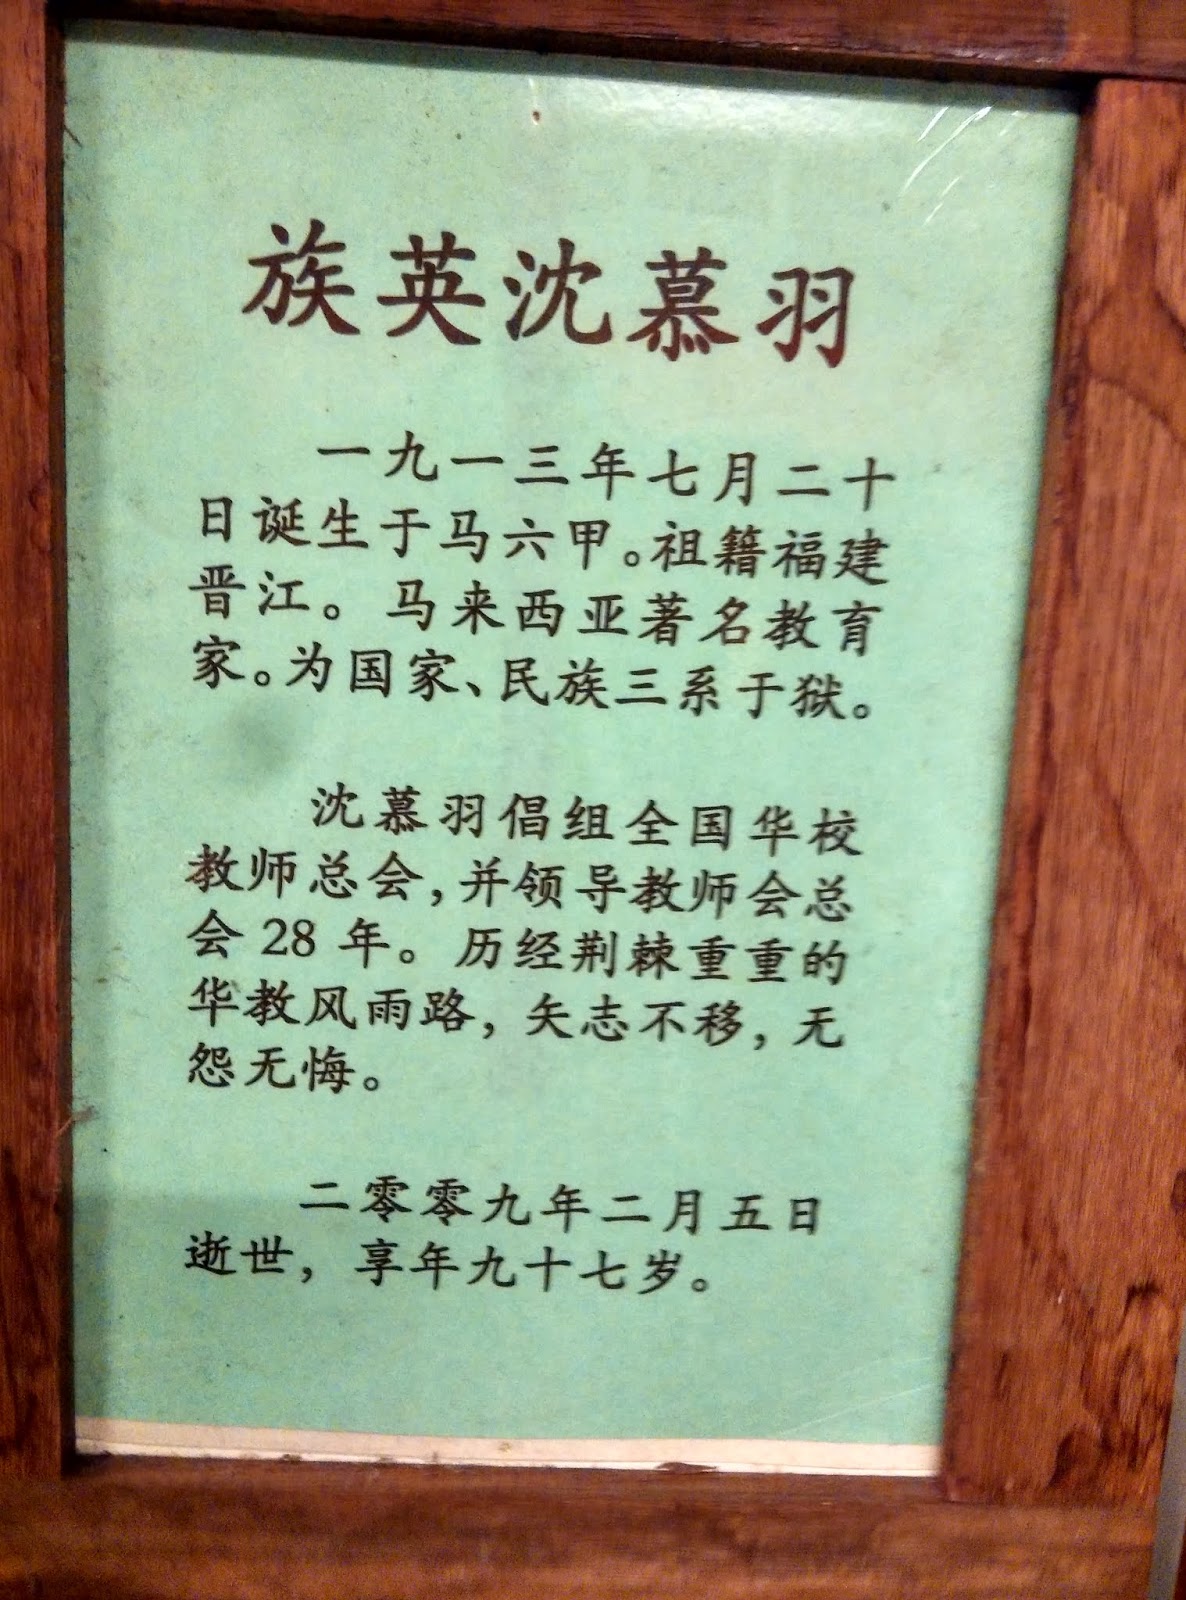 族英沈慕羽
一九一三年七月二十
日诞生于马六甲。祖籍福建
晋江。马来西亚著名教育
家。为国家、民族三系于狱。
沈慕羽倡组全国华校
教师总会，并领导教师会总
会28年。历经荆棘重重的
华教风雨路，矢志不移，无
怨无悔。
二零零九年二月五日
逝世，享年九十七岁。